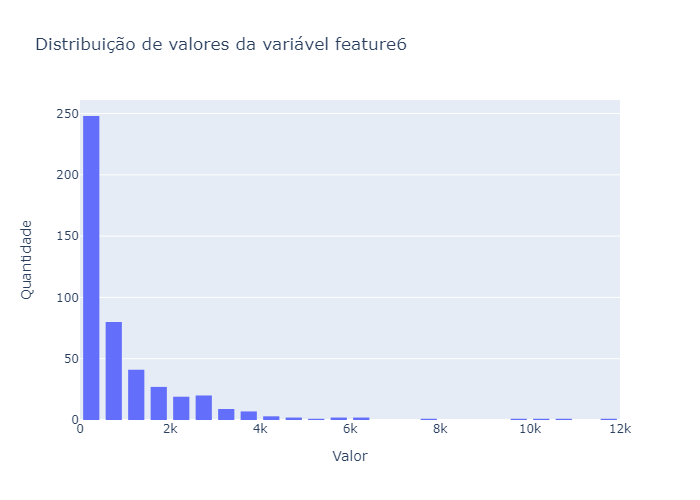 Distribuição de valores da variável feature6
250
200
150
100
50
0
0 2k 4k 6k 8k 10k 12k
Quantidade
Valor